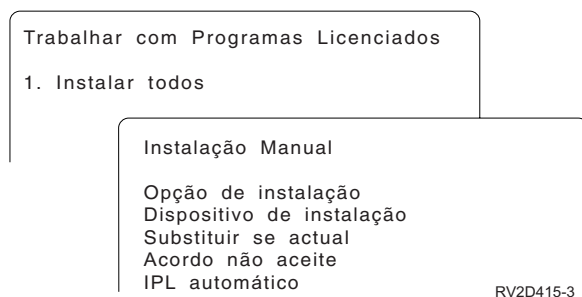 Trabalhar com Programas Licenciados
1. Instalar todos
Instalação Manual
Opção de instalação
Dispositivo de instalação
Substituir se actual
Acordo não aceite
IPL automático
RV2D415-3